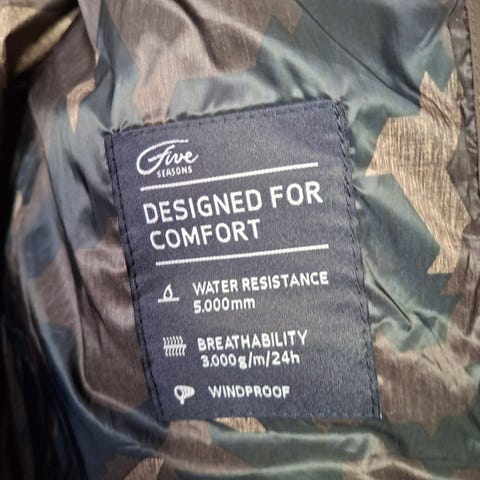 Five
SEASONS
DESIGNED FOR
COMFORT
WATER RESISTANCE
5.000mm
BREATHABILITY
3.000g/m/24h
WINDPROOF